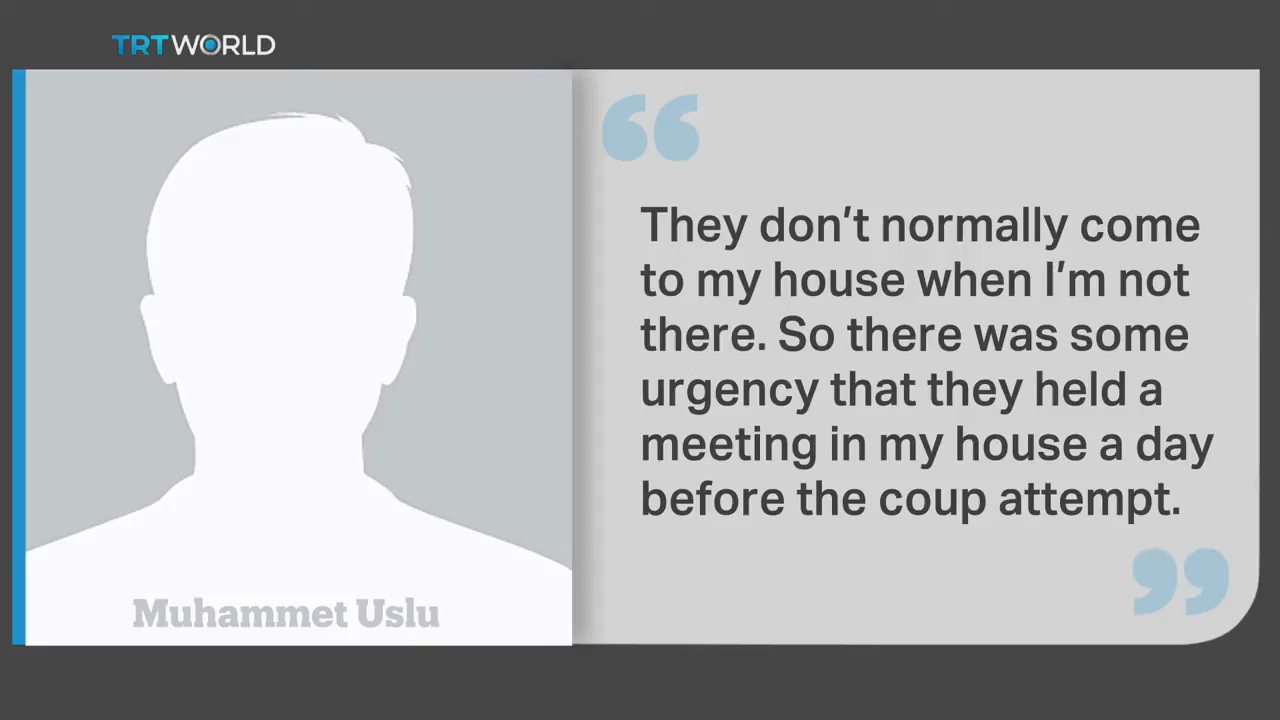 TRTWORLD
“
They don’t normally come
to my house when I’m not
there. So there was some
urgency that they held a
meeting in my house a day
before the coup attempt.
”
Muhammet Uslu